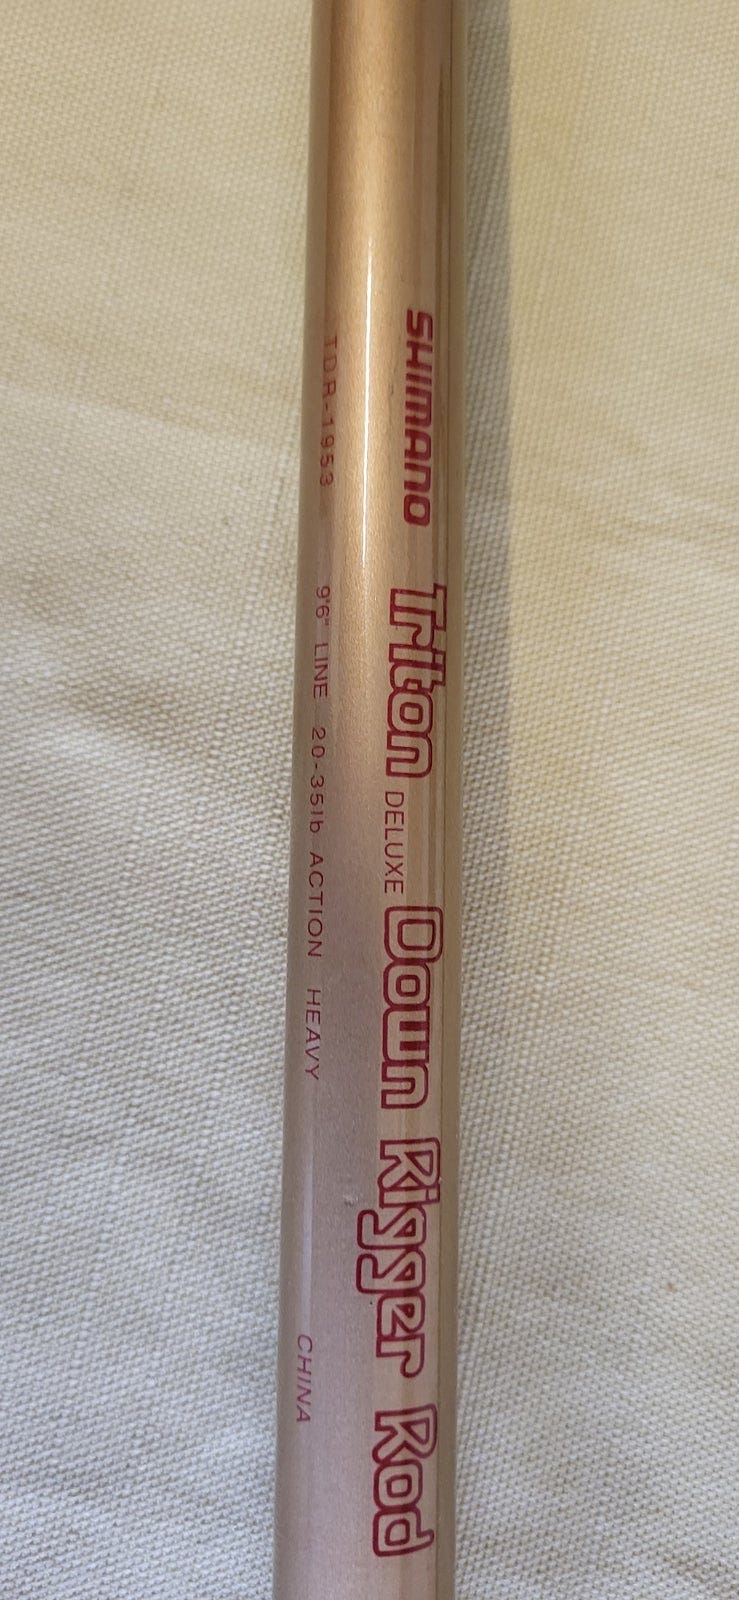 SHIMANO Triton DELUXE Down Rigger Rod
TDR-1953 9'6" LINE 20-35lb ACTION HEAVY CHINA